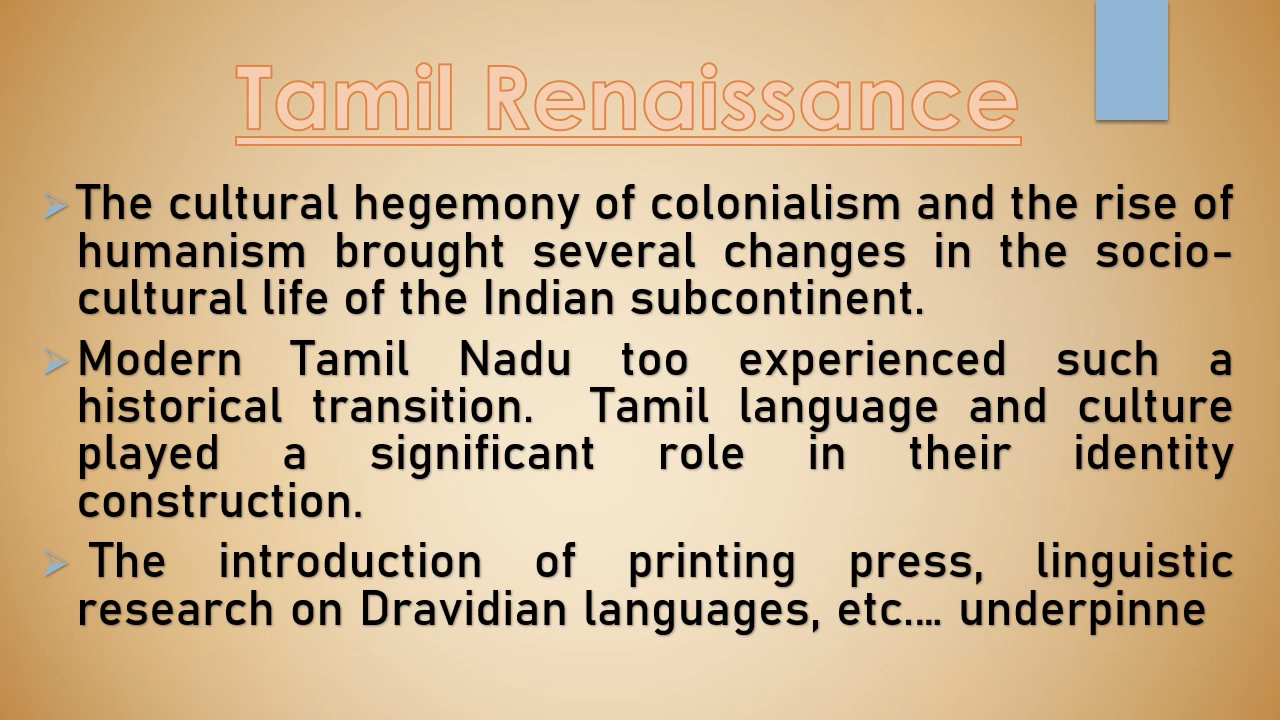 Tamil Renaissance
The cultural hegemony of colonialism and the rise of
humanism brought several changes in the socio-
cultural life of the Indian subcontinent.
Modern Tamil Nadu too experienced such a
historical transition. Tamil language and culture
played a significant role in their identity
construction.
The introduction of printing press, linguistic
research on Dravidian languages, etc.... underpinne